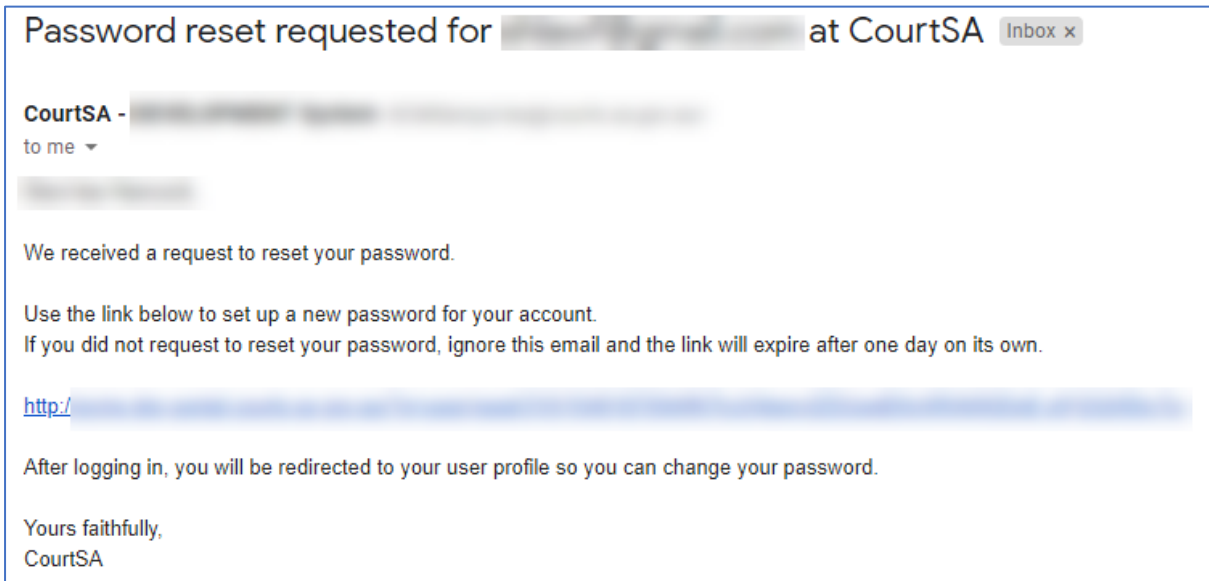 Password reset requested for at CourtSA Inbox x
CourtSA -
to me
We received a request to reset your password.
Use the link below to set up a new password for your account.
If you did not request to reset your password, ignore this email and the link will expire after one day on its own.
http:/
After logging in, you will be redirected to your user profile so you can change your password.
Yours faithfully,
CourtSA